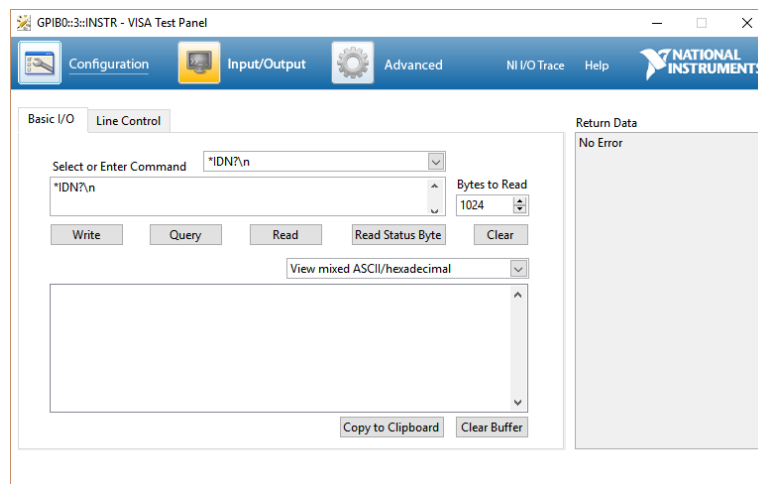 GPIB0::3::INSTR - VISA Test Panel
Configuration
Input/Output
Advanced
NI I/O Trace
Help
NATIONAL
INSTRUMENTS
Basic I/O
Line Control
Return Data
No Error
Select or Enter Command
*IDN?\n
*IDN?\n
Bytes to Read
1024
Write
Query
Read
Read Status Byte
Clear
View mixed ASCII/hexadecimal
Copy to Clipboard
Clear Buffer